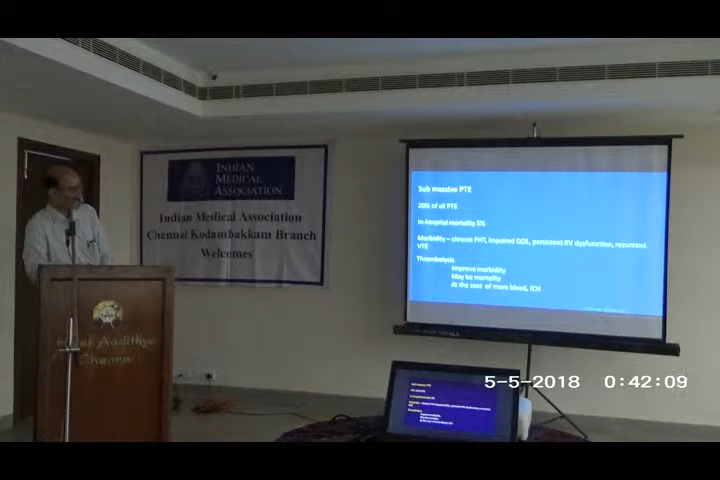 INDIAN
MEDICAL
ASSOCIATION
Indian Medical Association
Chennai Kodambakkam Branch
Welcomes
Sub massive PTE
20% of all PTE
In-hospital mortality 5%
Morbidity – chronic PHT, impaired QOL, persistent RV dysfunction, recurrent
VTE
Thrombolysis
Improve morbidity
May be mortality
At the cost of more bleed, ICH
Hotel Aadithya
Chennai
5-5-2018 0:42:09